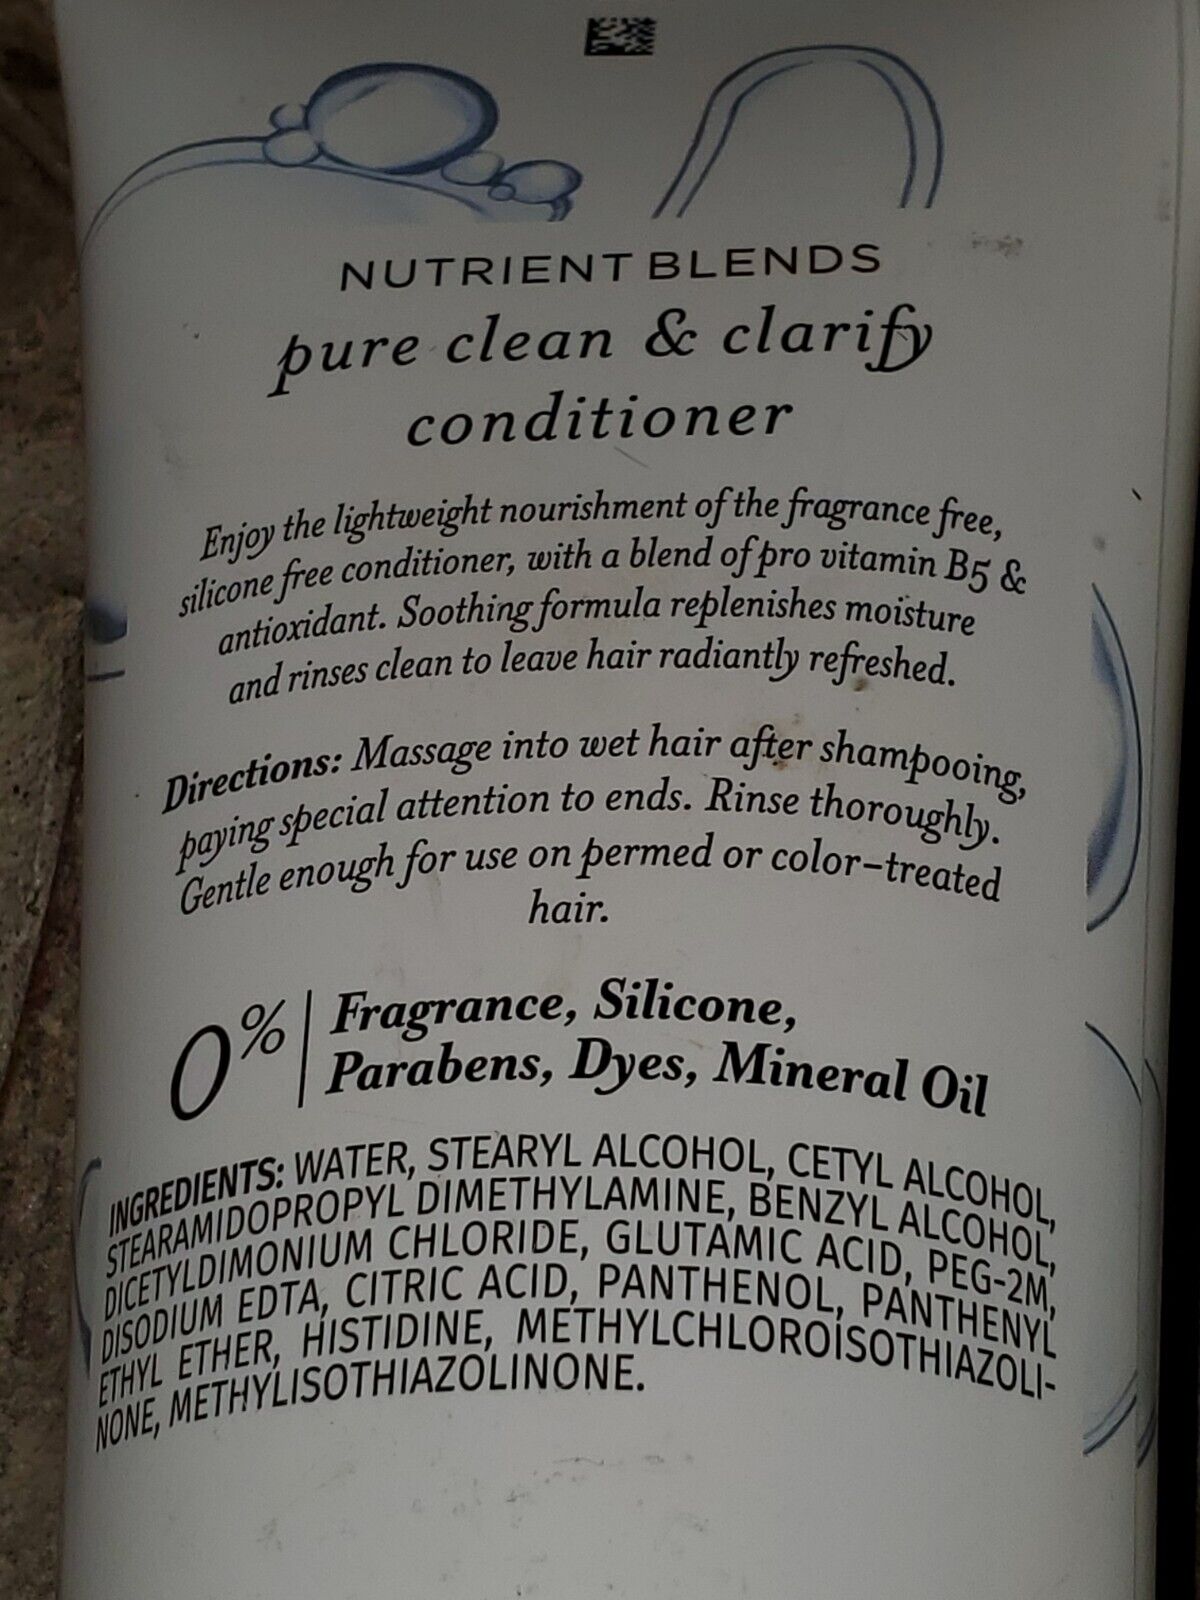 NUTRIENT BLENDS
pure clean & clarify
conditioner
Enjoy the lightweight nourishment of the fragrance free,
silicone free conditioner, with a blend of pro vitamin B5 &
antioxidant. Soothing formula replenishes moisture
and rinses clean to leave hair radiantly refreshed.
Directions: Massage into wet hair after shampooing,
paying special attention to ends. Rinse thoroughly.
Gentle enough for use on permed or color-treated
hair.
0% | Fragrance, Silicone,
Parabens, Dyes, Mineral Oil
INGREDIENTS: WATER, STEARYL ALCOHOL, CETYL ALCOHOL,
STEARAMIDOPROPYL DIMETHYLAMINE, BENZYL ALCOHOL,
DICETYLDIMONIUM CHLORIDE, GLUTAMIC ACID, PEG-2M,
DISODIUM EDTA, CITRIC ACID, PANTHENOL, PANTHENYL
ETHYL ETHER, HISTIDINE, METHYLCHLOROISOTHIAZOLI-
NONE, METHYLISOTHIAZOLINONE.